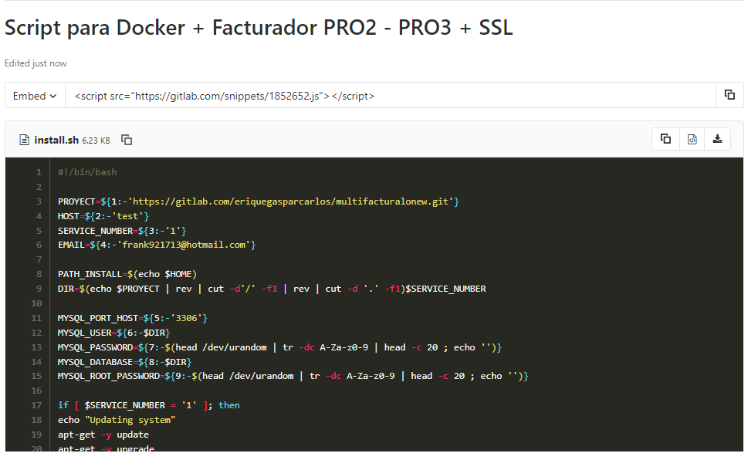 Script para Docker + Facturador PRO2 - PRO3 + SSL
Edited just now
Embed <script src="https://gitlab.com/snippets/1852652.js"></script>
install.sh 6.23 KB
1 #!/bin/bash
2
3 PROYECT=${1:-'https://gitlab.com/eriquegasparcarlos/multifacturalonew.git'}
4 HOST=${2:-'test'}
5 SERVICE_NUMBER=${3:-'1'}
6 EMAIL=${4:-'frank921713@hotmail.com'}
7
8 PATH_INSTALL=$(echo $HOME)
9 DIR=$(echo $PROYECT | rev | cut -d'/' -f1 | rev | cut -d '.' -f1)$SERVICE_NUMBER
10
11 MYSQL_PORT_HOST=${5:-'3306'}
12 MYSQL_USER=${6:-$DIR}
13 MYSQL_PASSWORD=${7:-$(head /dev/urandom | tr -dc A-Za-z0-9 | head -c 20 ; echo '')}
14 MYSQL_DATABASE=${8:-$DIR}
15 MYSQL_ROOT_PASSWORD=${9:-$(head /dev/urandom | tr -dc A-Za-z0-9 | head -c 20 ; echo '')}
16
17 if [ $SERVICE_NUMBER = '1' ]; then
18 echo "Updating system"
19 apt-get -y update
20 apt-get -y upgrade